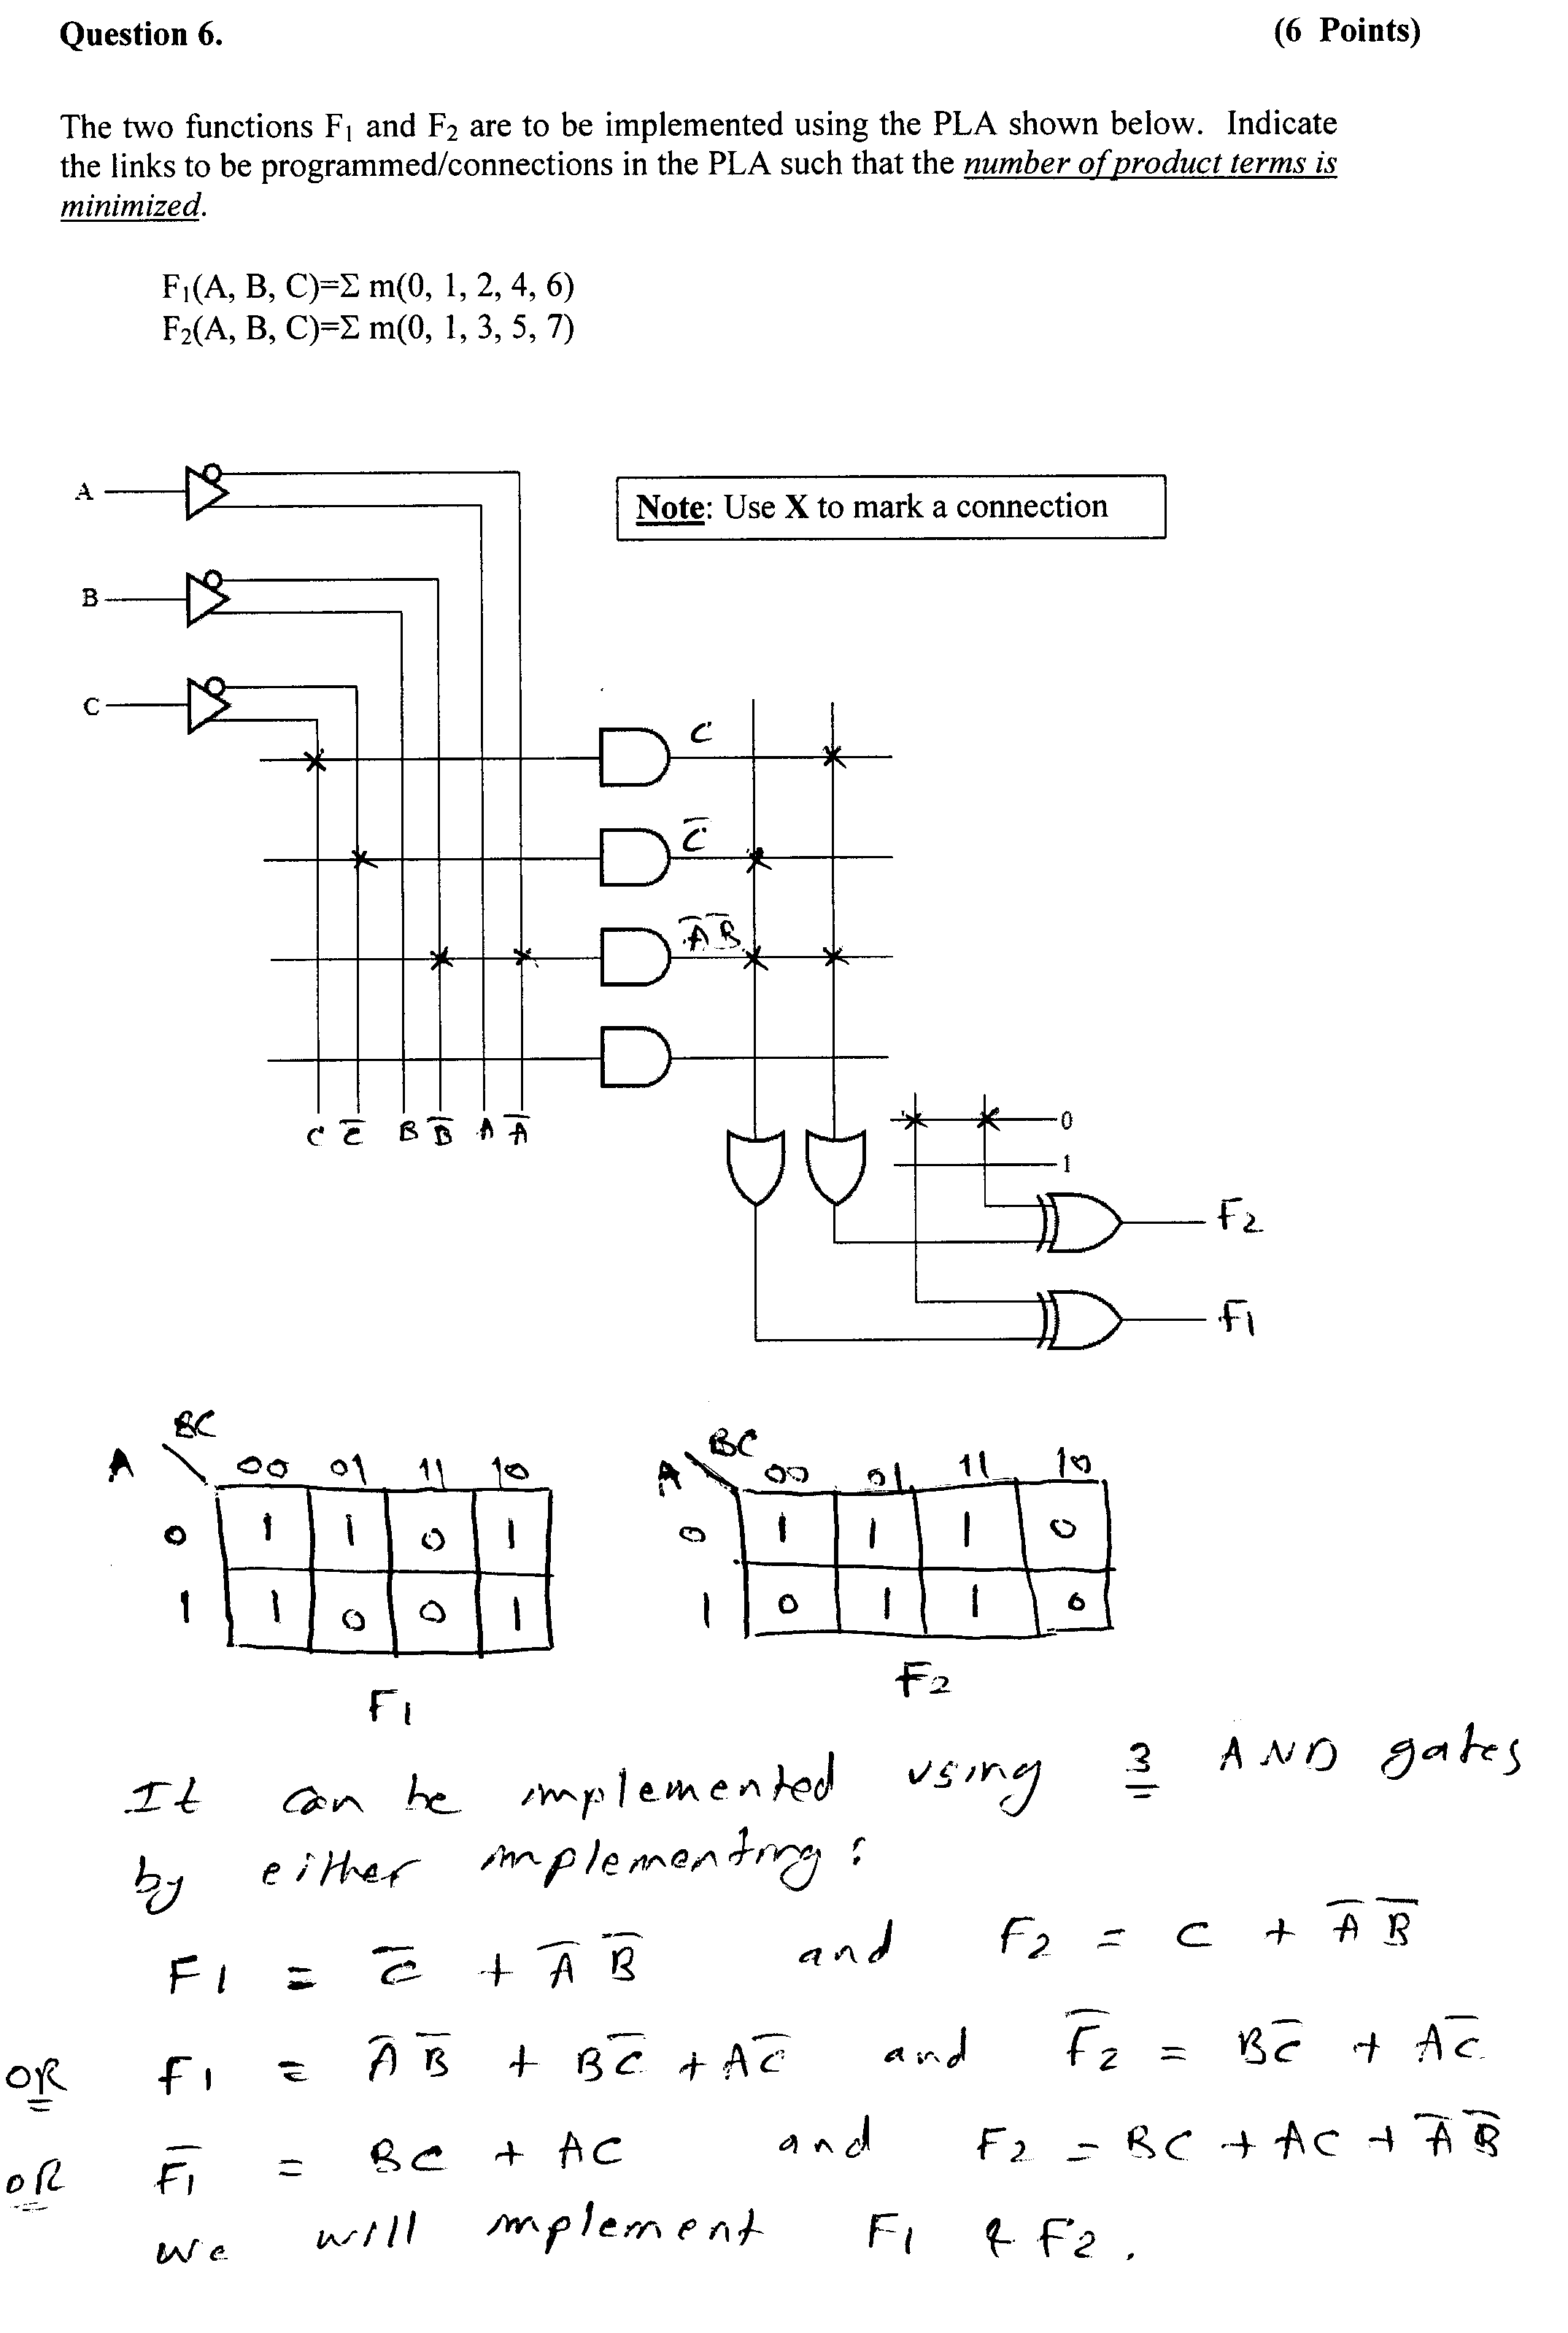 Question 6. (6 Points)
The two functions F₁ and F₂ are to be implemented using the PLA shown below. Indicate
the links to be programmed/connections in the PLA such that the number of product terms is
minimized.
F₁(A, B, C)=Σ m(0, 1, 2, 4, 6)
F₂(A, B, C)=Σ m(0, 1, 3, 5, 7)
A
Note: Use X to mark a connection
B
C
C
C̅
A̅ B̅
C C̅ B B̅ A A̅
0
1
F2
F1
BC
A 00 01 11 10
0 1 1 0 1
1 1 0 0 1
F1
BC
A 00 01 11 10
0 1 1 1 0
1 0 1 1 0
F2
It can be implemented using 3 AND gates
by either implementing:
F1 = C̅ + A̅ B̅ and F2 = C + A̅ B̅
OR F1 = A̅ B̅ + BC̅ + AC̅ and F̅2 = BC̅ + AC̅
OR F̅1 = BC + AC and F2 = BC + AC + A̅ B̅
we will implement F1 & F2.